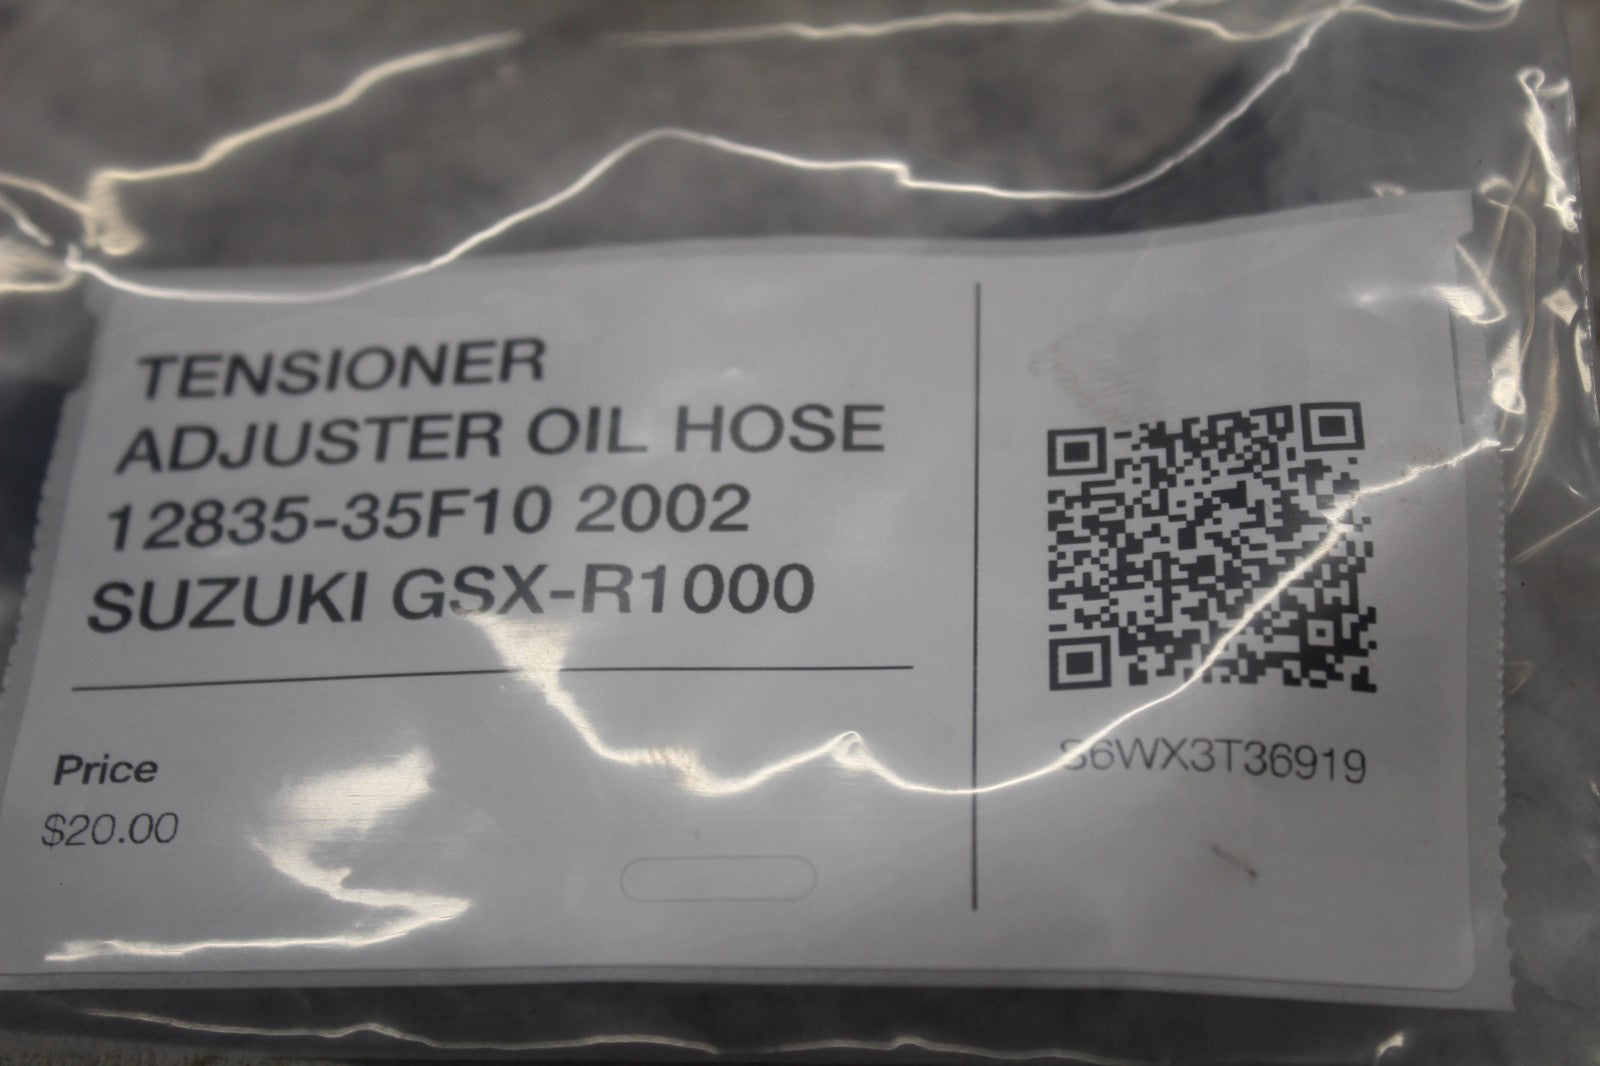 TENSIONER
ADJUSTER OIL HOSE
12835-35F10 2002
SUZUKI GSX-R1000
Price
$20.00
S6WX3T36919